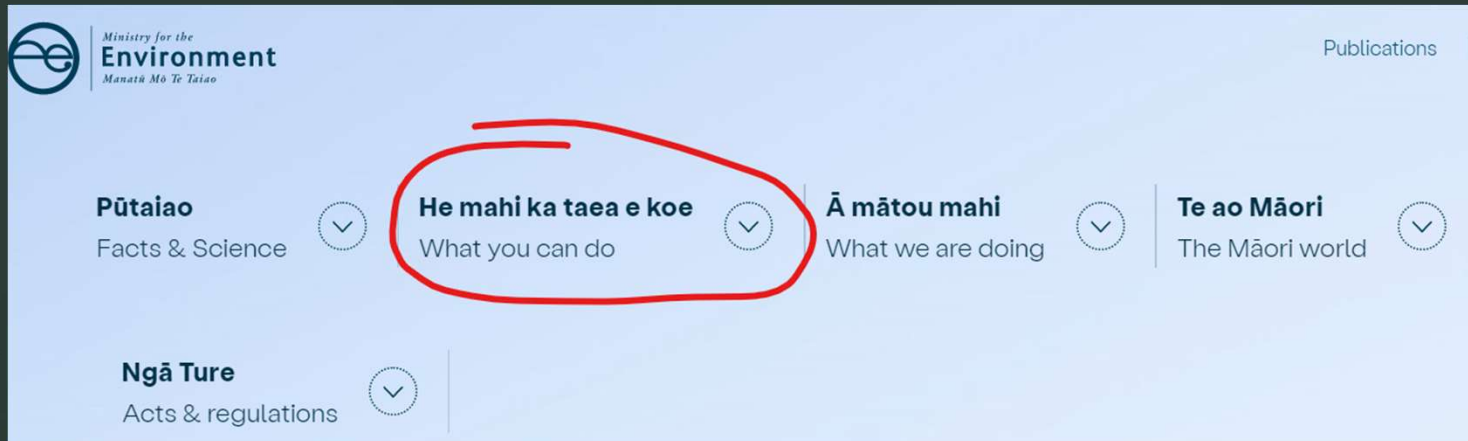 Ministry for the
Environment
Manatū Mō Te Taiao
Publications
Pūtaiao
Facts & Science
He mahi ka taea e koe
What you can do
Ā mātou mahi
What we are doing
Te ao Māori
The Māori world
Ngā Ture
Acts & regulations